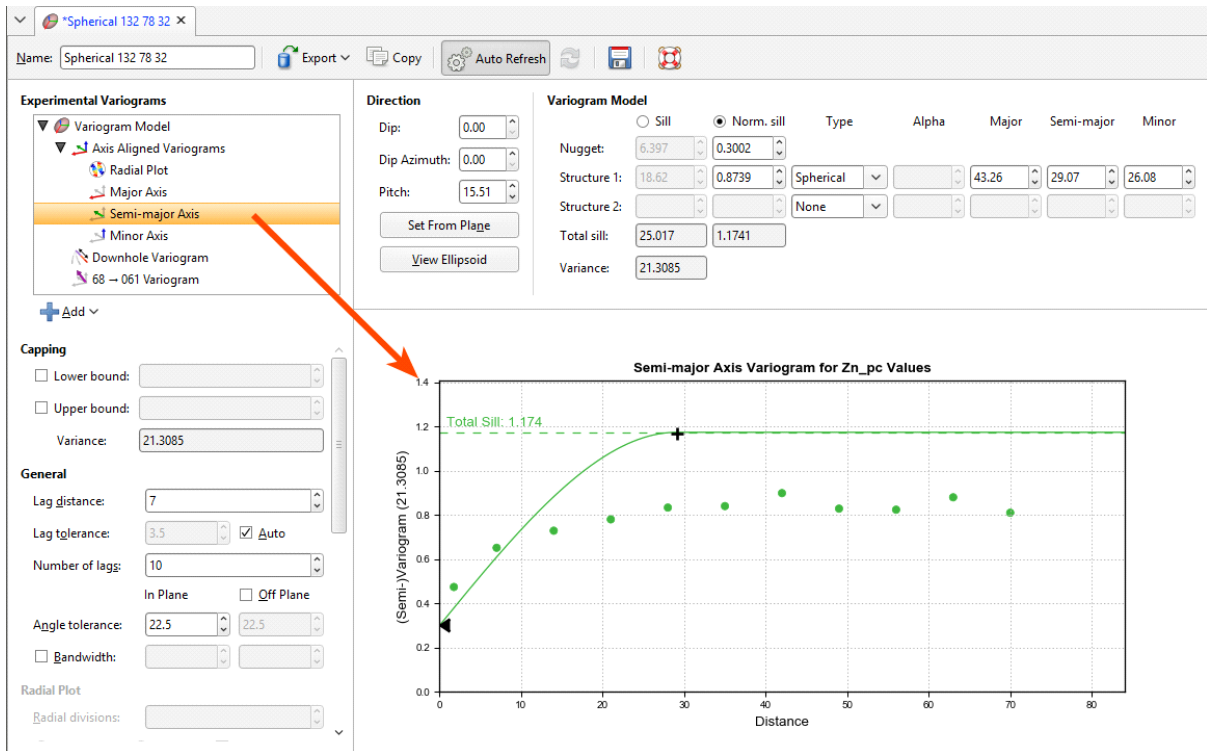 *Spherical 132 78 32
Name: Spherical 132 78 32 Export Copy Auto Refresh
Experimental Variograms
Variogram Model
Axis Aligned Variograms
Radial Plot
Major Axis
Semi-major Axis
Minor Axis
Downhole Variogram
68 → 061 Variogram
Add
Direction
Dip: 0.00
Dip Azimuth: 0.00
Pitch: 15.51
Set From Plane
View Ellipsoid
Variogram Model
Sill Norm. sill Type Alpha Major Semi-major Minor
Nugget: 6.397 0.3002
Structure 1: 18.62 0.8739 Spherical 43.26 29.07 26.08
Structure 2: None
Total sill: 25.017 1.1741
Variance: 21.3085
Capping
Lower bound:
Upper bound:
Variance: 21.3085
General
Lag distance: 7
Lag tolerance: 3.5 Auto
Number of lags: 10
In Plane Off Plane
Angle tolerance: 22.5 22.5
Bandwidth:
Radial Plot
Radial divisions:
Semi-major Axis Variogram for Zn_pc Values
(Semi-)Variogram (21.3085)
1.4
1.2
1.0
0.8
0.6
0.4
0.2
0.0
Total Sill: 1.174
0 10 20 30 40 50 60 70 80
Distance